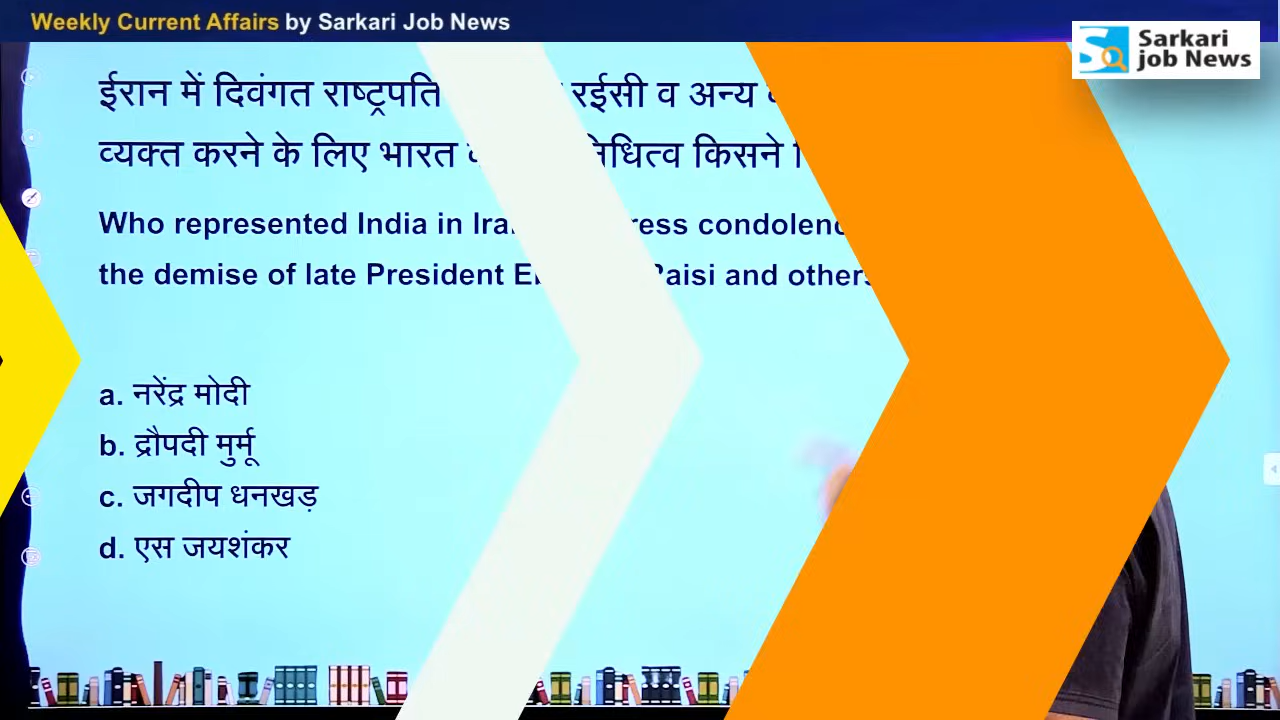 Weekly Current Affairs by Sarkari Job News
Sarkari
job News
ईरान में दिवंगत राष्ट्रपति रईसी व अन्य
व्यक्त करने के लिए भारत किसने
Who represented India in condolenc
the demise of late President Raisi and others
a. नरेंद्र मोदी
b. द्रौपदी मुर्मू
c. जगदीप धनखड़
d. एस जयशंकर